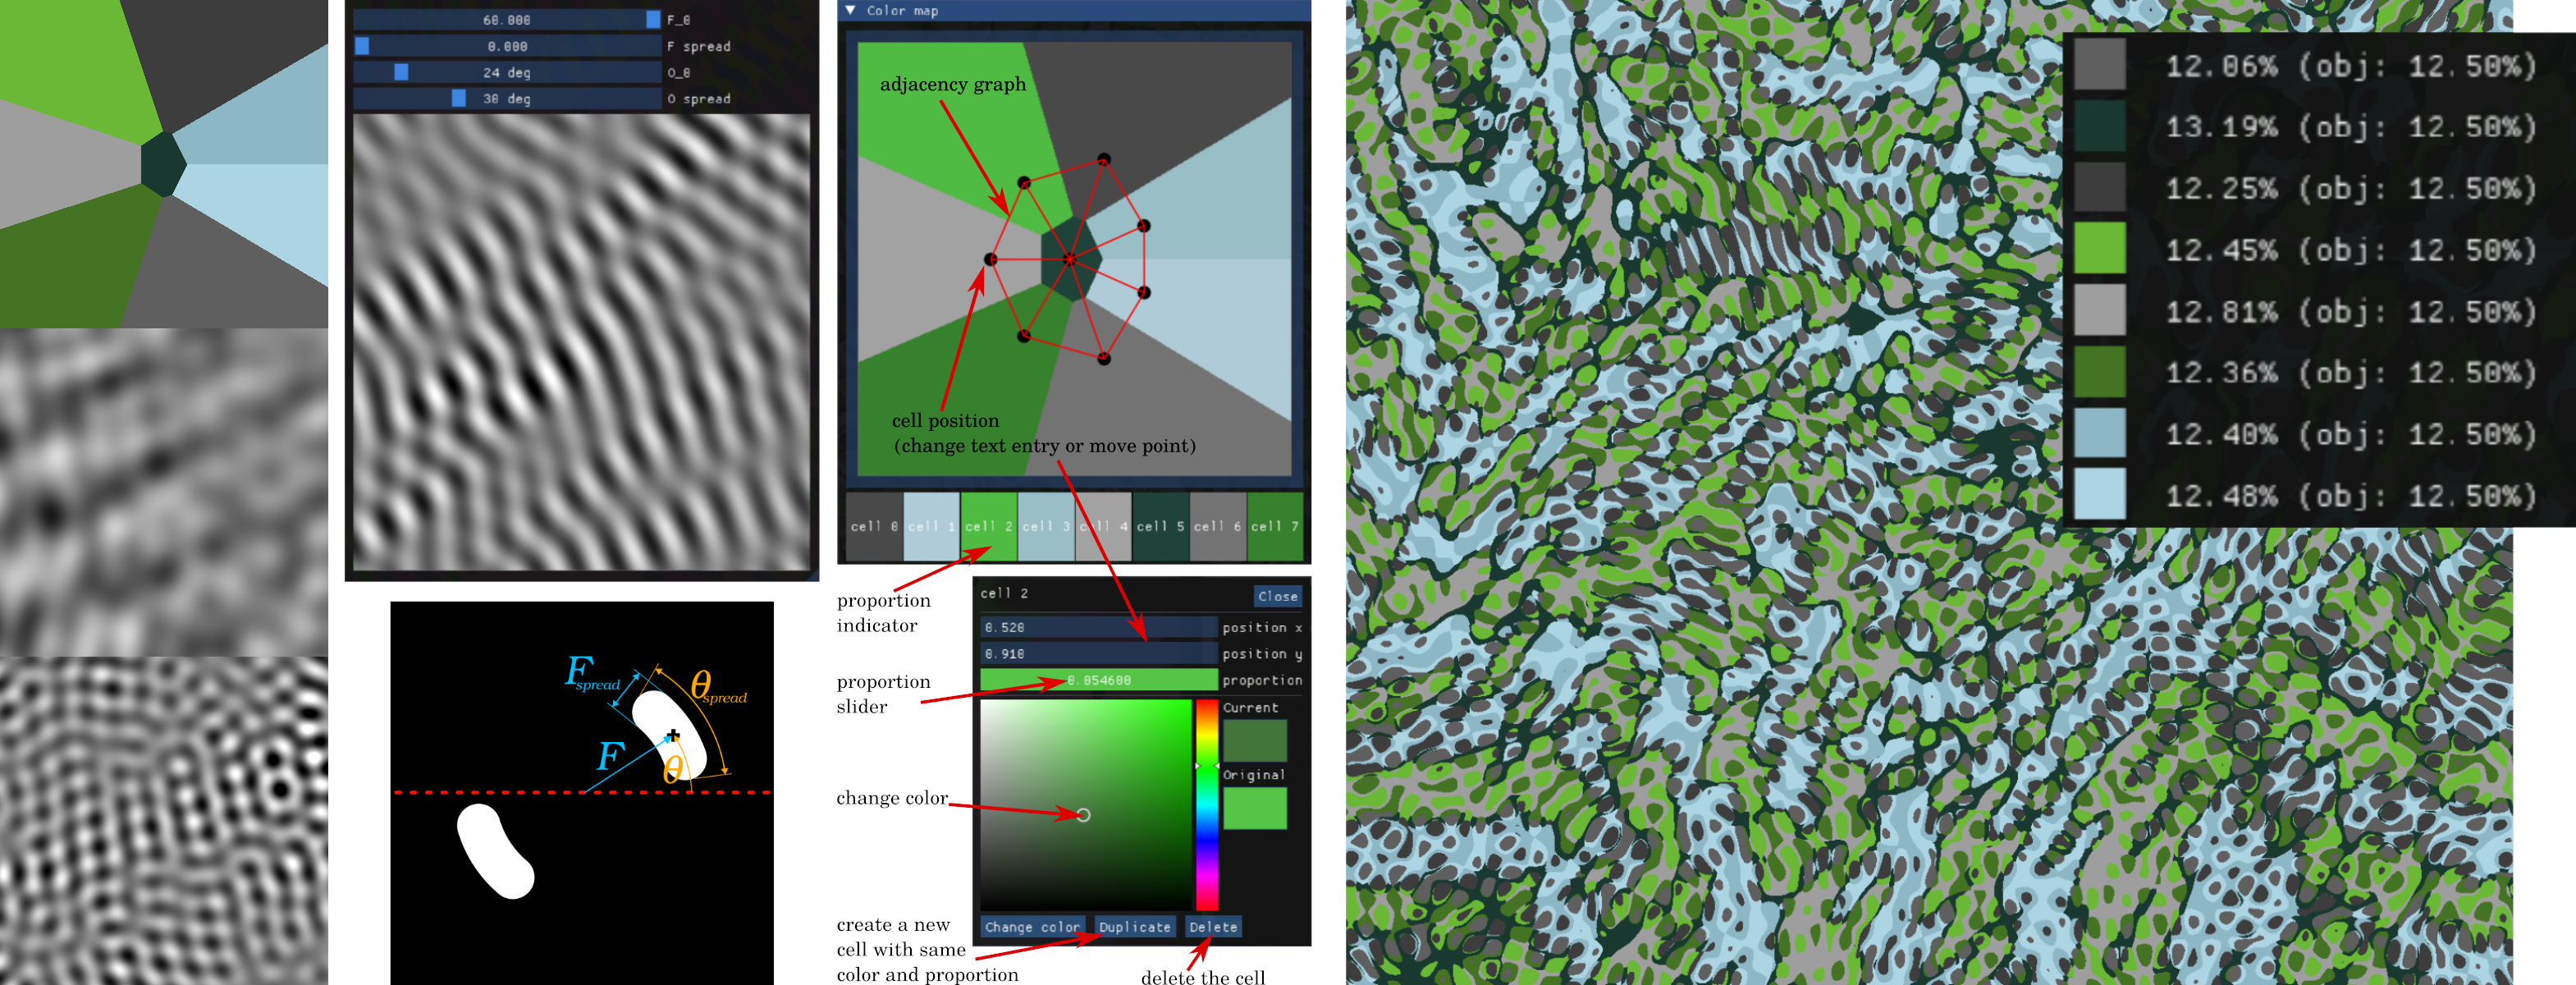 60.000 F_0
0.000 F spread
24 deg O_0
30 deg O spread
F spread
θ spread
F
θ
Color map
adjacency graph
cell position
(change text entry or move point)
cell 0 cell 1 cell 2 cell 3 cell 4 cell 5 cell 6 cell 7
proportion
indicator
cell 2 Close
0.520 position x
0.910 position y
0.054600 proportion
proportion
slider
Current
Original
change color
Change color Duplicate Delete
create a new
cell with same
color and proportion
delete the cell
12.06% (obj: 12.50%)
13.19% (obj: 12.50%)
12.25% (obj: 12.50%)
12.45% (obj: 12.50%)
12.81% (obj: 12.50%)
12.36% (obj: 12.50%)
12.40% (obj: 12.50%)
12.48% (obj: 12.50%)